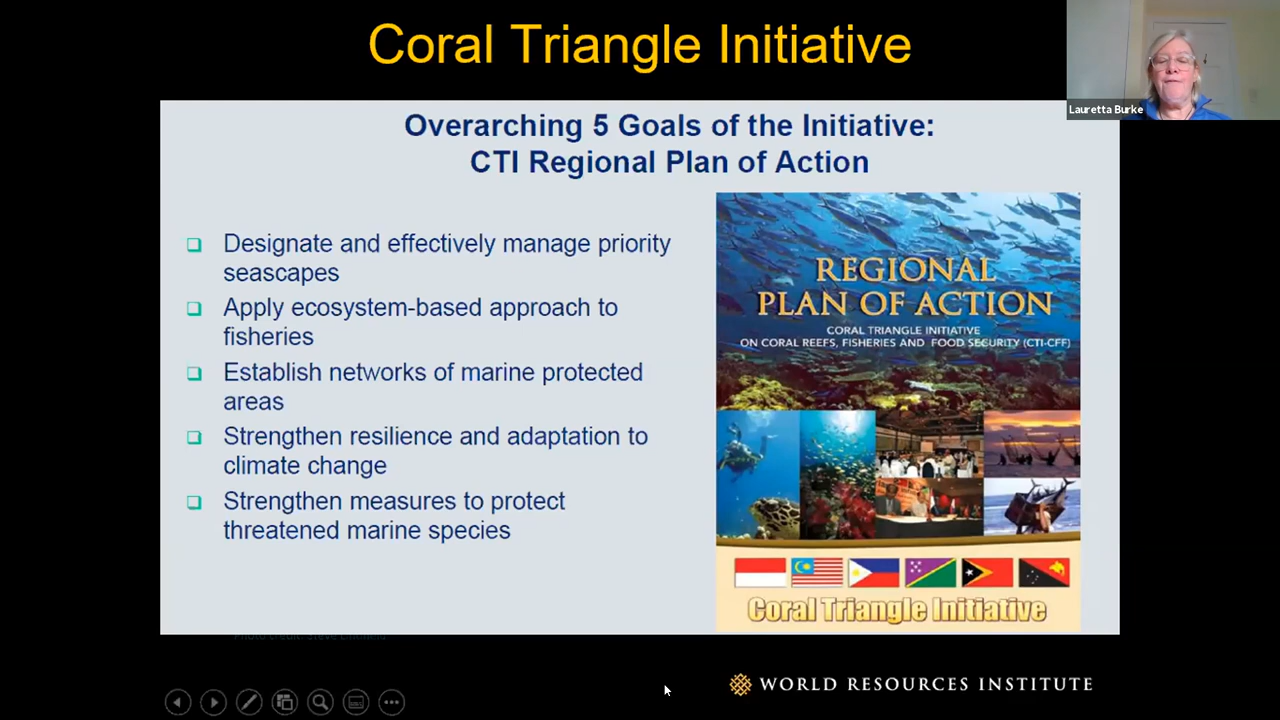 Coral Triangle Initiative
Lauretta Burke
Overarching 5 Goals of the Initiative:
CTI Regional Plan of Action
Designate and effectively manage priority
seascapes
Apply ecosystem-based approach to
fisheries
Establish networks of marine protected
areas
Strengthen resilience and adaptation to
climate change
Strengthen measures to protect
threatened marine species
REGIONAL
PLAN OF ACTION
CORAL TRIANGLE INITIATIVE
ON CORAL REEFS, FISHERIES AND FOOD SECURITY (CTI-CFF)
Coral Triangle Initiative
Photo credit: Steve
WORLD RESOURCES INSTITUTE